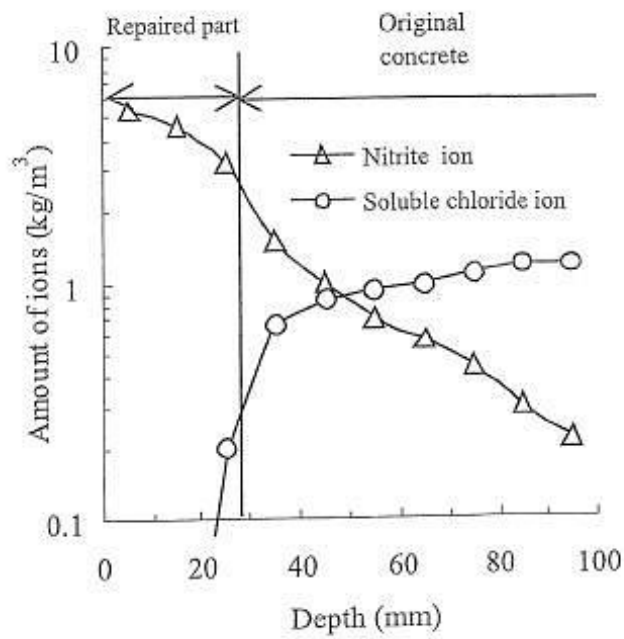 Repaired part
Original
concrete
10
1
0.1
Amount of ions (kg/m³)
Nitrite ion
Soluble chloride ion
0 20 40 60 80 100
Depth (mm)